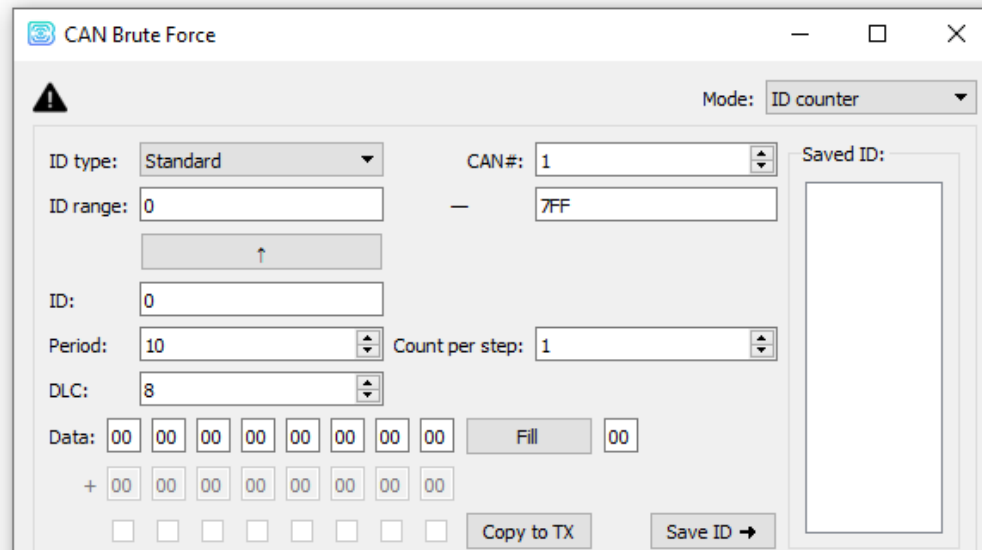 CAN Brute Force
Mode: ID counter
ID type: Standard CAN#: 1 Saved ID:
ID range: 0 — 7FF
↑
ID: 0
Period: 10 Count per step: 1
DLC: 8
Data: 00 00 00 00 00 00 00 00 Fill 00
+ 00 00 00 00 00 00 00 00
Copy to TX Save ID →